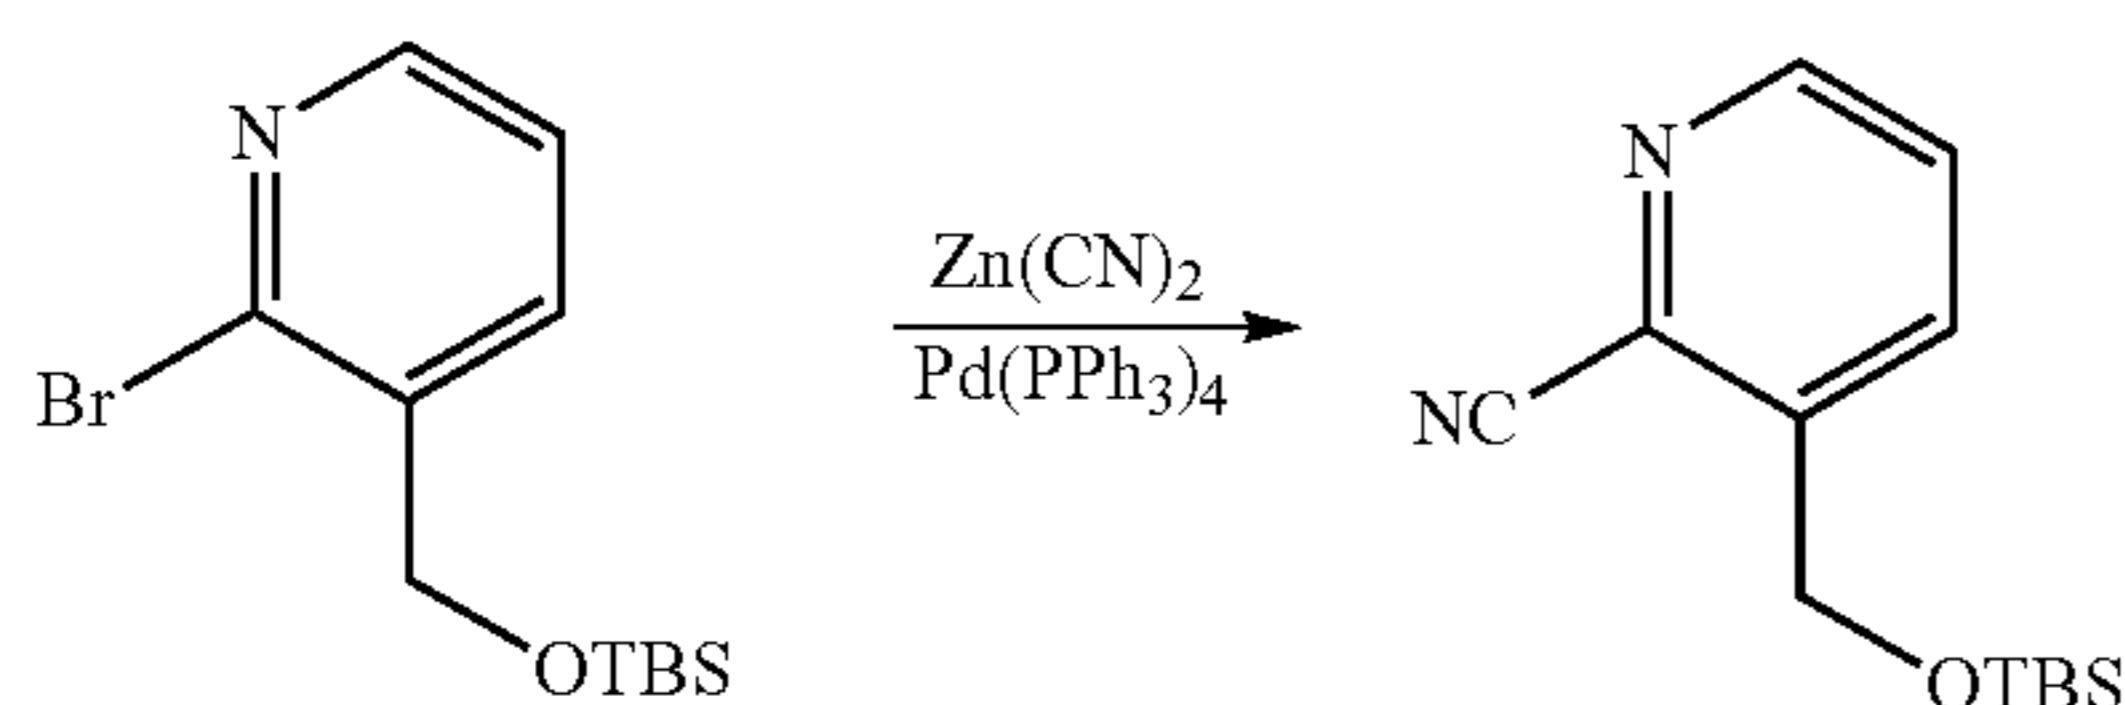 N
Br
OTBS
Zn(CN)2
Pd(PPh3)4
N
NC
OTBS